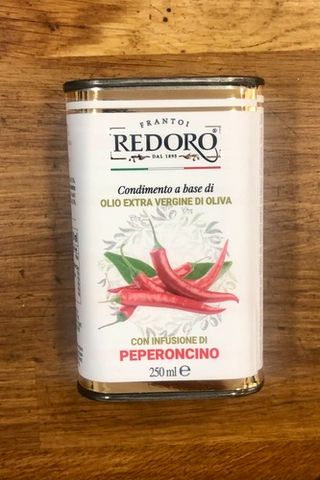 FRANTOI
REDORO®
DAL 1895
Condimento a base di
OLIO EXTRA VERGINE DI OLIVA
CON INFUSIONE DI
PEPERONCINO
250 ml ℮